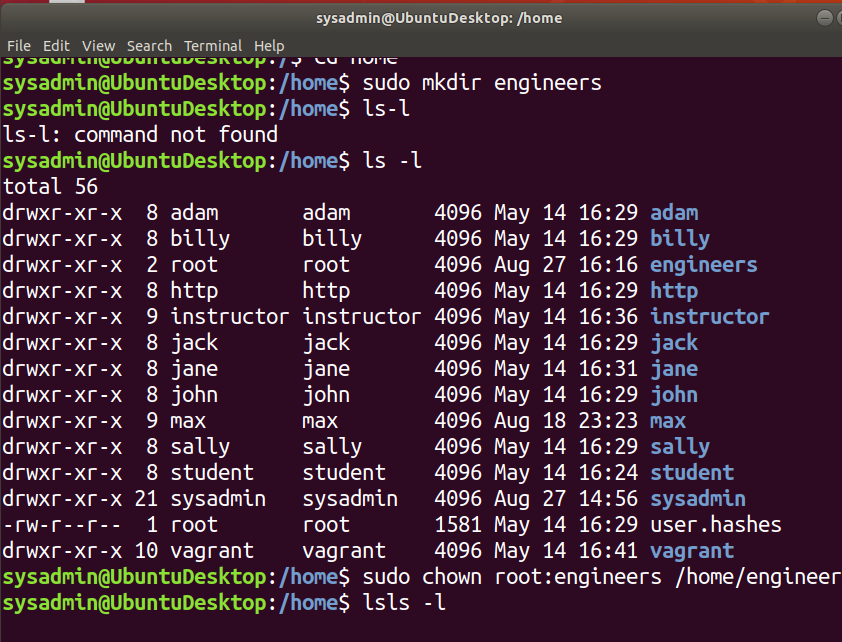 sysadmin@UbuntuDesktop: /home
File Edit View Search Terminal Help
sysadmin@UbuntuDesktop:/$ cd home
sysadmin@UbuntuDesktop:/home$ sudo mkdir engineers
sysadmin@UbuntuDesktop:/home$ ls-l
ls-l: command not found
sysadmin@UbuntuDesktop:/home$ ls -l
total 56
drwxr-xr-x  8 adam       adam       4096 May 14 16:29 adam
drwxr-xr-x  8 billy      billy      4096 May 14 16:29 billy
drwxr-xr-x  2 root       root       4096 Aug 27 16:16 engineers
drwxr-xr-x  8 http       http       4096 May 14 16:29 http
drwxr-xr-x  9 instructor instructor 4096 May 14 16:36 instructor
drwxr-xr-x  8 jack       jack       4096 May 14 16:29 jack
drwxr-xr-x  8 jane       jane       4096 May 14 16:31 jane
drwxr-xr-x  8 john       john       4096 May 14 16:29 john
drwxr-xr-x  9 max        max        4096 Aug 18 23:23 max
drwxr-xr-x  8 sally      sally      4096 May 14 16:29 sally
drwxr-xr-x  8 student    student    4096 May 14 16:24 student
drwxr-xr-x 21 sysadmin   sysadmin   4096 Aug 27 14:56 sysadmin
-rw-r--r--  1 root       root       1581 May 14 16:29 user.hashes
drwxr-xr-x 10 vagrant    vagrant    4096 May 14 16:41 vagrant
sysadmin@UbuntuDesktop:/home$ sudo chown root:engineers /home/engineer
sysadmin@UbuntuDesktop:/home$ lsls -l